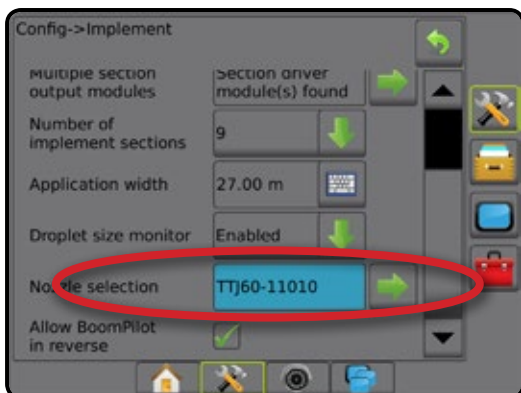 Config->Implement
Multiple section
output modules
Section driver
module(s) found
Number of
implement sections
9
Application width
27.00 m
Droplet size monitor
Enabled
Nozzle selection
TTJ60-11010
Allow BoomPilot
in reverse